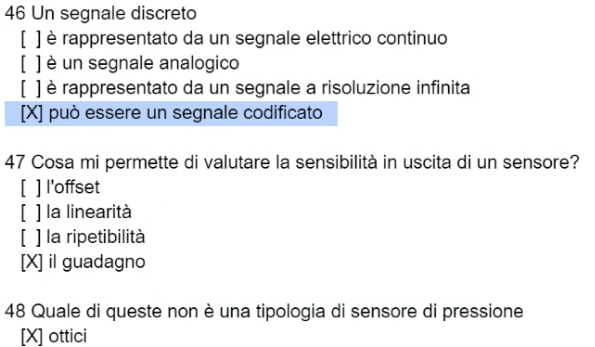 46 Un segnale discreto
[ ] è rappresentato da un segnale elettrico continuo
[ ] è un segnale analogico
[ ] è rappresentato da un segnale a risoluzione infinita
[X] può essere un segnale codificato
47 Cosa mi permette di valutare la sensibilità in uscita di un sensore?
[ ] l'offset
[ ] la linearità
[ ] la ripetibilità
[X] il guadagno
48 Quale di queste non è una tipologia di sensore di pressione
[X] ottici